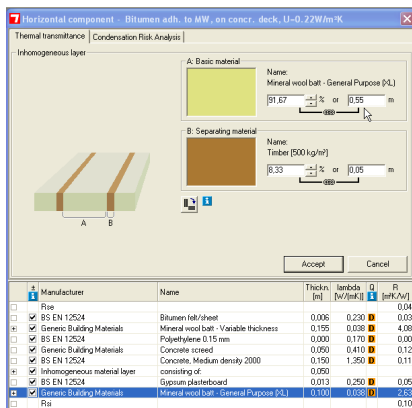 Horizontal component - Bitumen adh. to MW, on concr. deck, U=0.22W/m²K
Thermal transmittance Condensation Risk Analysis
Inhomogeneous layer
A: Basic material
Name:
Mineral wool batt - General Purpose (XL)
91,67 % or 0,55 m
B: Separating material
Name:
Timber [500 kg/m³]
8,33 % or 0,05 m
A B
Accept Cancel
± Manufacturer Name Thickn. [m] lambda [W/(mK)] Q R [m²K/W]
Rse 0,04
BS EN 12524 Bitumen felt/sheet 0,006 0,230 D 0,03
Generic Building Materials Mineral wool batt - Variable thickness 0,155 0,038 D 4,08
BS EN 12524 Polyethylene 0.15 mm 0,000 0,170 D 0,00
Generic Building Materials Concrete screed 0,050 0,410 D 0,12
BS EN 12524 Concrete, Medium density 2000 0,150 1,350 D 0,11
Inhomogeneous material layer consisting of: 0,050
BS EN 12524 Gypsum plasterboard 0,013 0,250 D 0,05
Generic Building Materials Mineral wool batt - General Purpose (XL) 0,100 0,038 D 2,63
Rsi 0,10